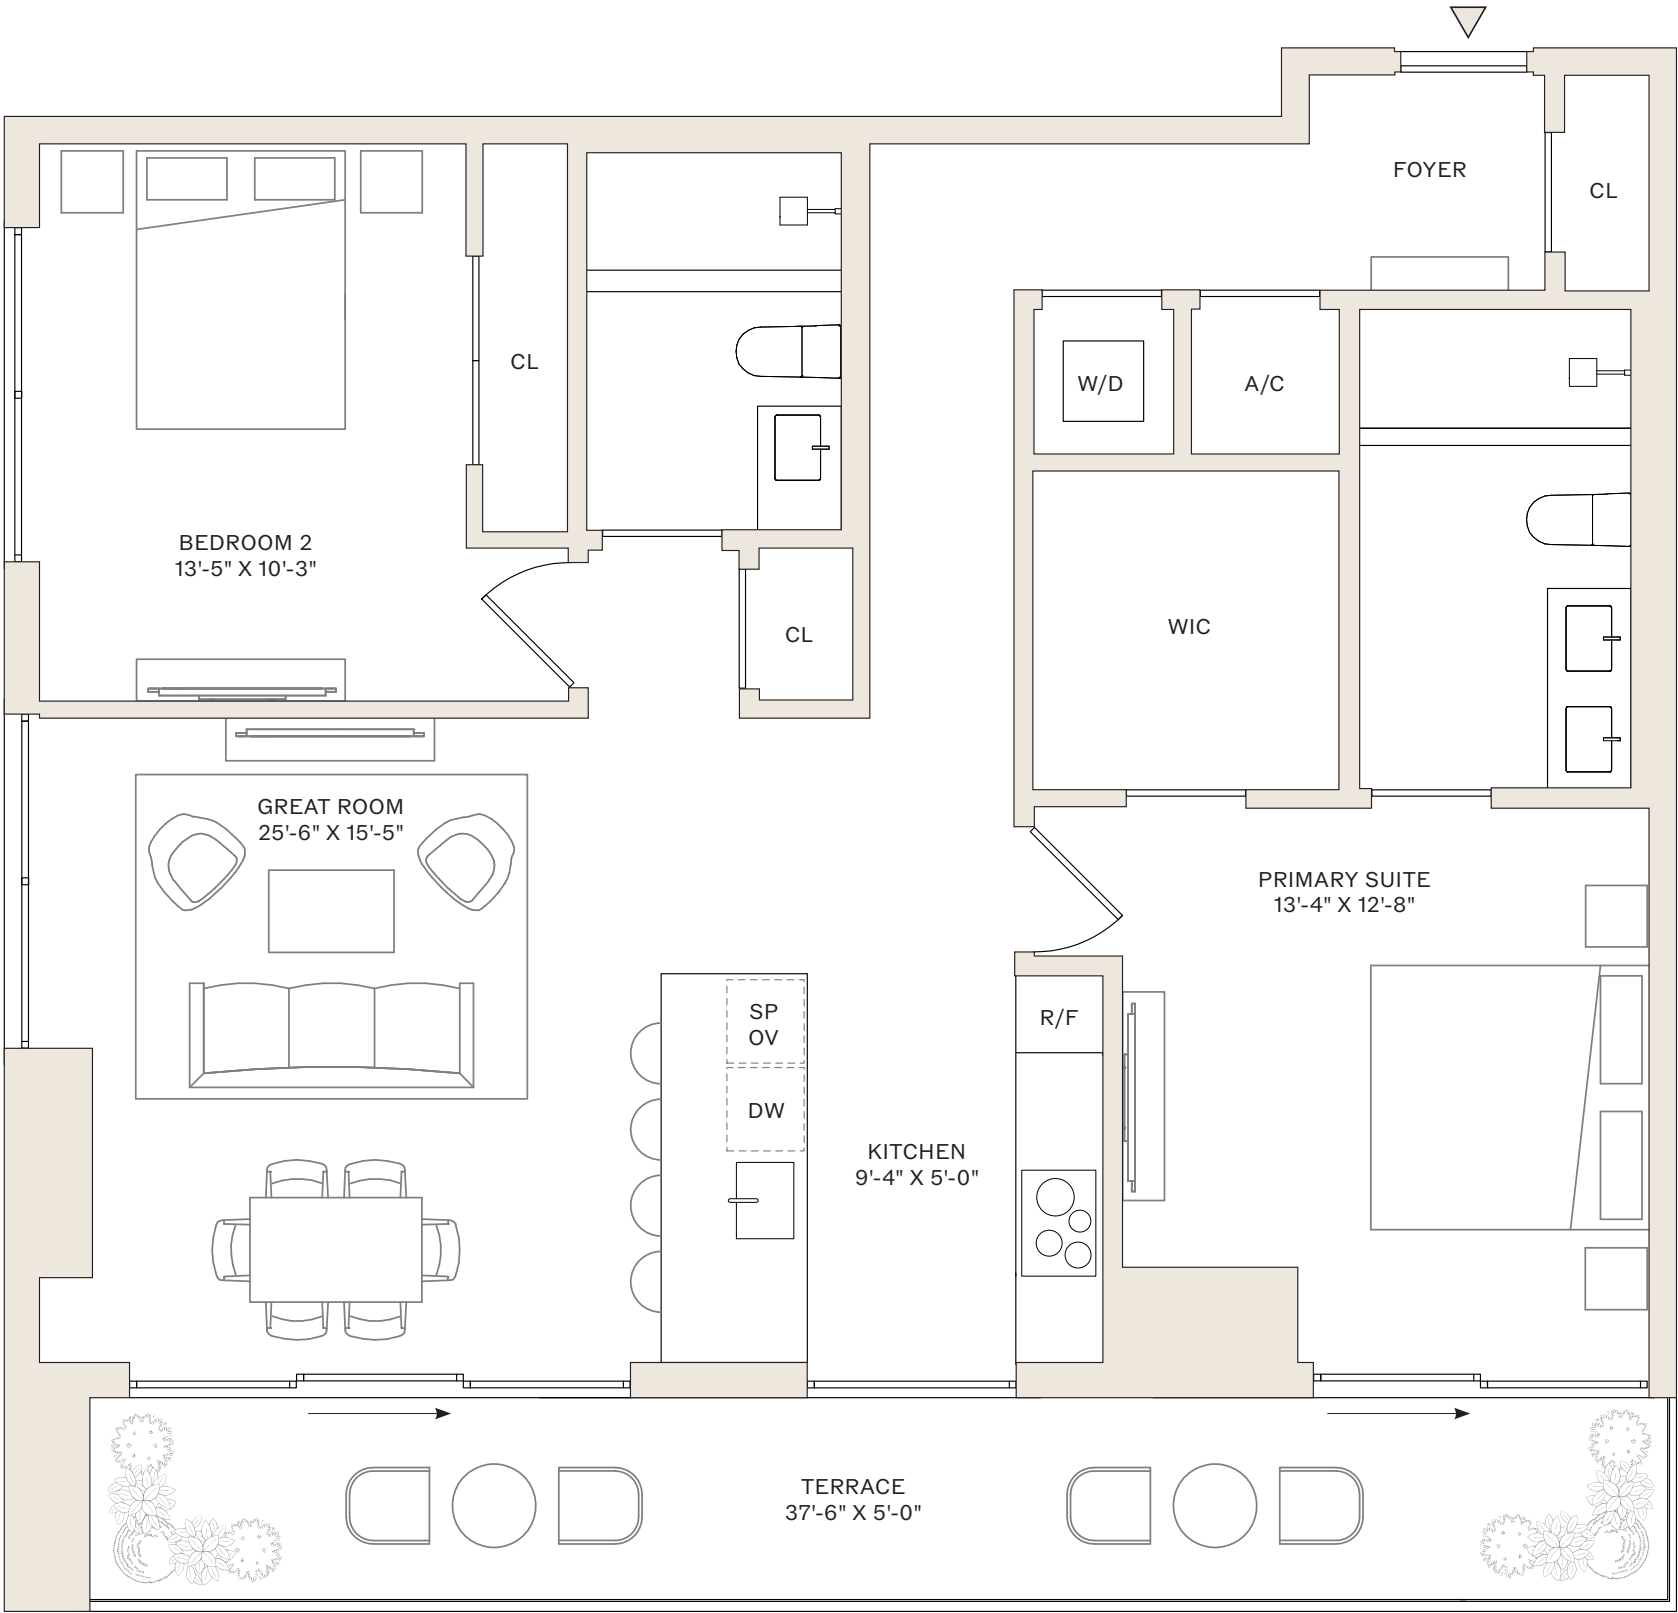 FOYER
CL
CL
W/D
A/C
BEDROOM 2
13'-5" X 10'-3"
CL
WIC
GREAT ROOM
25'-6" X 15'-5"
PRIMARY SUITE
13'-4" X 12'-8"
SP
OV
R/F
DW
KITCHEN
9'-4" X 5'-0"
TERRACE
37'-6" X 5'-0"